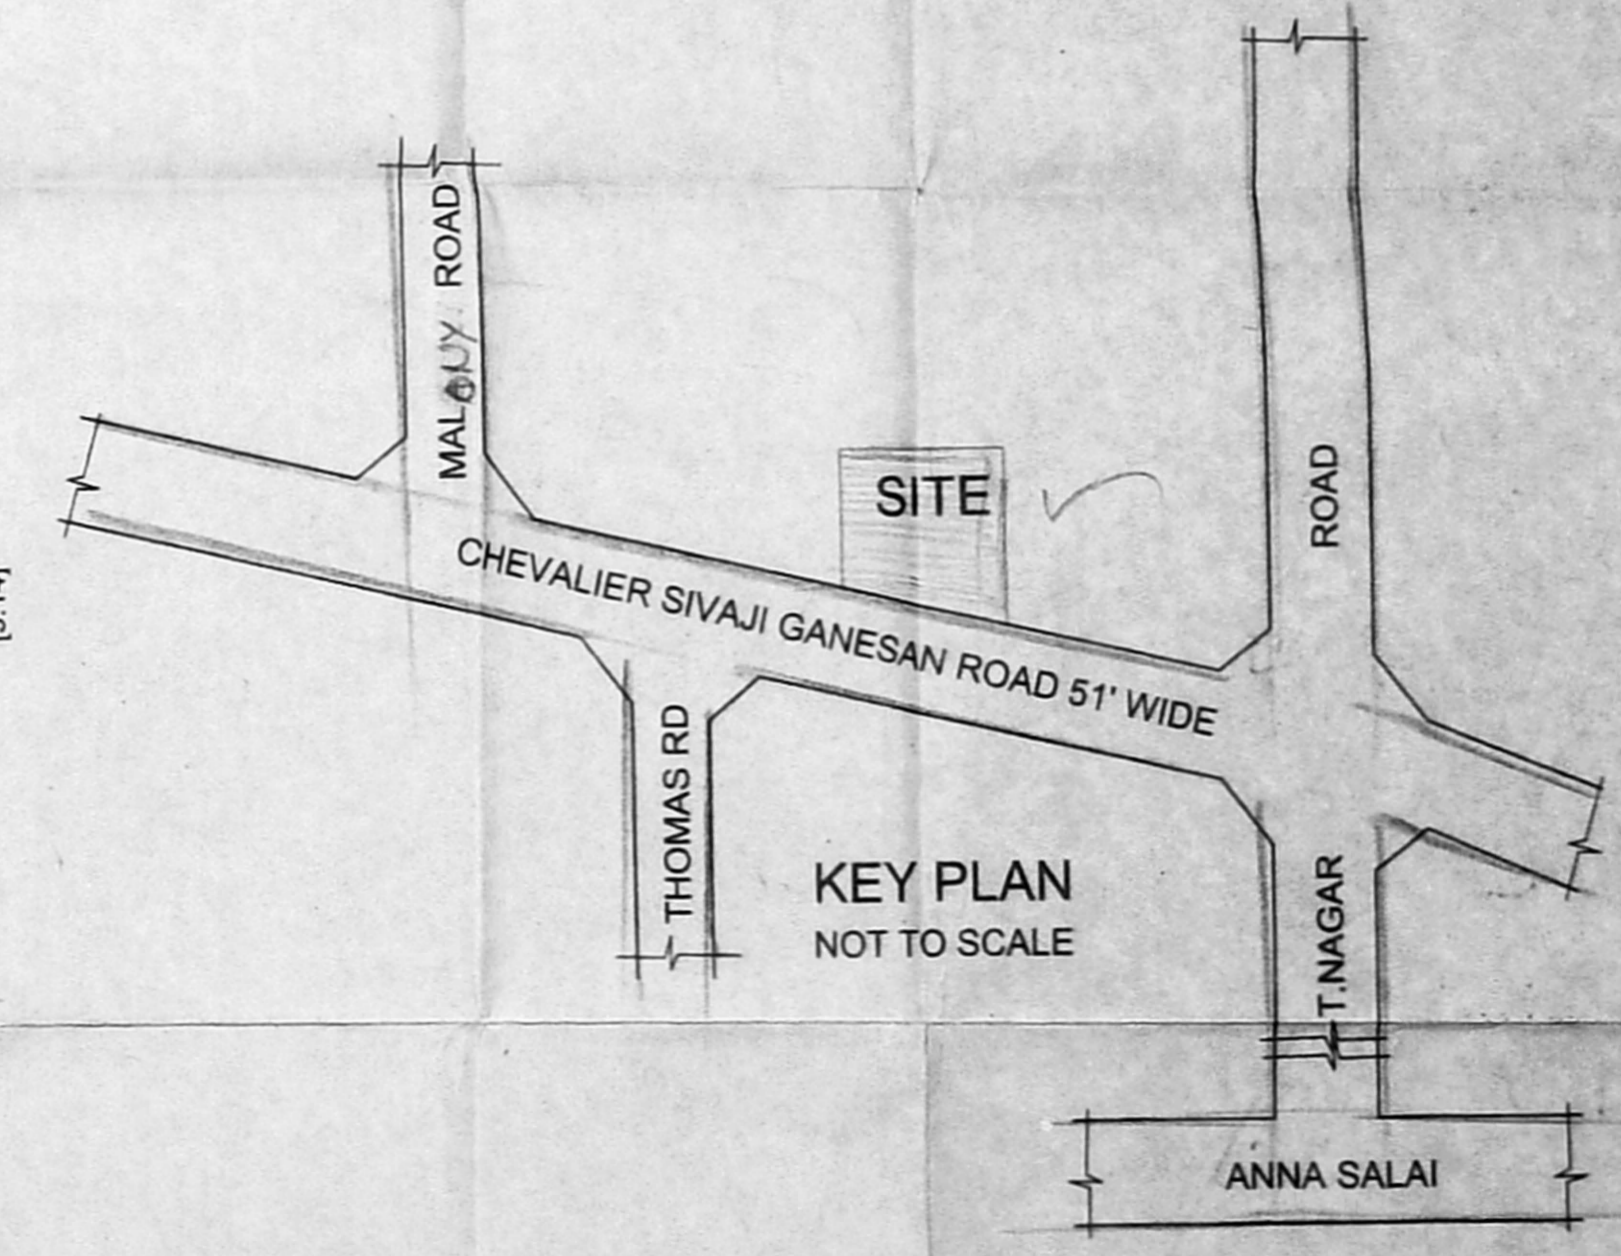 MALONY ROAD
SITE
ROAD
CHEVALIER SIVAJI GANESAN ROAD 51' WIDE
THOMAS RD
KEY PLAN
NOT TO SCALE
T.NAGAR
ANNA SALAI